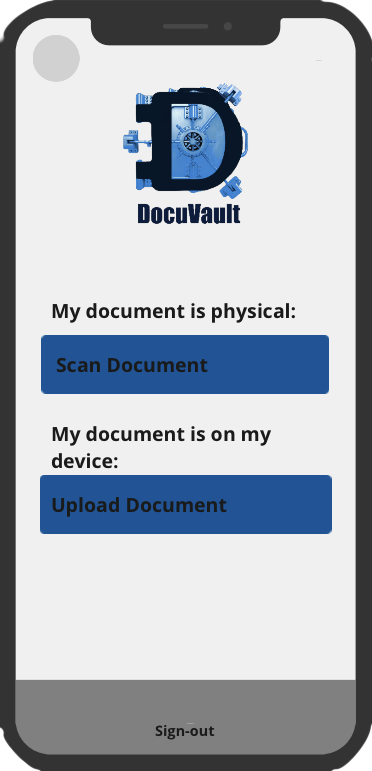 DocuVault
My document is physical:
Scan Document
My document is on my
device:
Upload Document
Sign-out